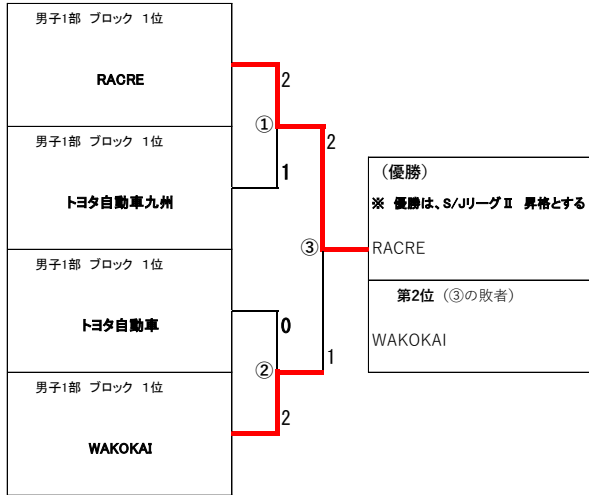 男子1部 ブロック 1位
RACRE
男子1部 ブロック 1位
トヨタ自動車九州
男子1部 ブロック 1位
トヨタ自動車
男子1部 ブロック 1位
WAKOKAI
2
①
1
0
②
2
2
③
1
（優勝）
※ 優勝は、S/JリーグⅡ 昇格とする
RACRE
第2位（③の敗者）
WAKOKAI